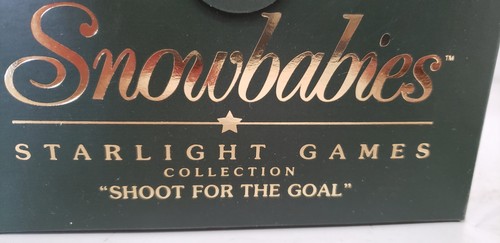 Snowbabies™
STARLIGHT GAMES
COLLECTION
"SHOOT FOR THE GOAL"